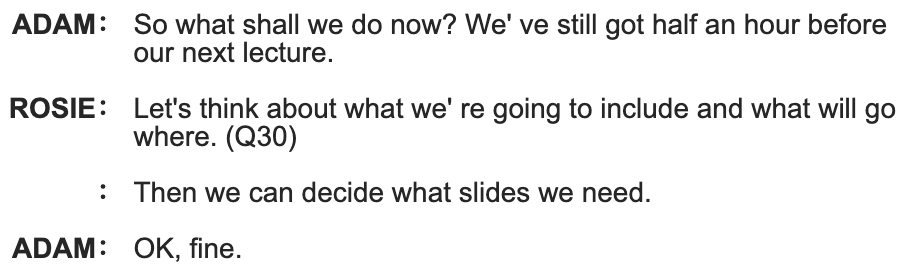 ADAM: So what shall we do now? We' ve still got half an hour before
our next lecture.
ROSIE: Let's think about what we' re going to include and what will go
where. (Q30)
: Then we can decide what slides we need.
ADAM: OK, fine.